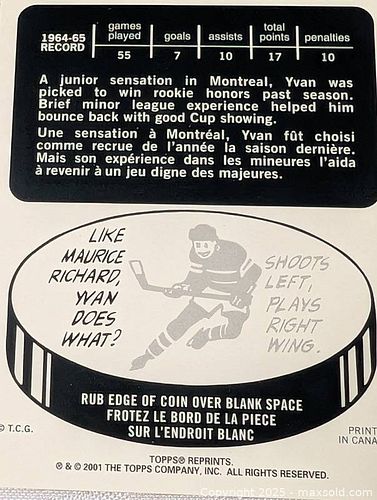 1964-65 RECORD games played goals assists total points penalties
55 7 10 17 10
A junior sensation in Montreal, Yvan was
picked to win rookie honors past season.
Brief minor league experience helped him
bounce back with good Cup showing.
Une sensation à Montréal, Yvan fût choisi
comme recrue de l'année la saison dernière.
Mais son expérience dans les mineures l'aida
à revenir à un jeu digne des majeures.
LIKE
MAURICE
RICHARD,
YVAN
DOES
WHAT?
SHOOTS
LEFT,
PLAYS
RIGHT
WING.
RUB EDGE OF COIN OVER BLANK SPACE
FROTEZ LE BORD DE LA PIECE
SUR L'ENDROIT BLANC
© T.C.G.
PRINT
IN CANA
TOPPS® REPRINTS.
® & © 2001 THE TOPPS COMPANY, INC. ALL RIGHTS RESERVED.
© Copyright 2025 - maxsold.com